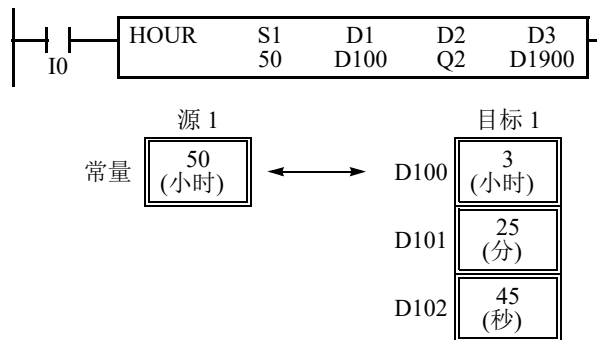 HOUR S1 D1 D2 D3
50 D100 Q2 D1900
I0
源 1 目标 1
常量 50 (小时) D100 3 (小时)
D101 25 (分)
D102 45 (秒)